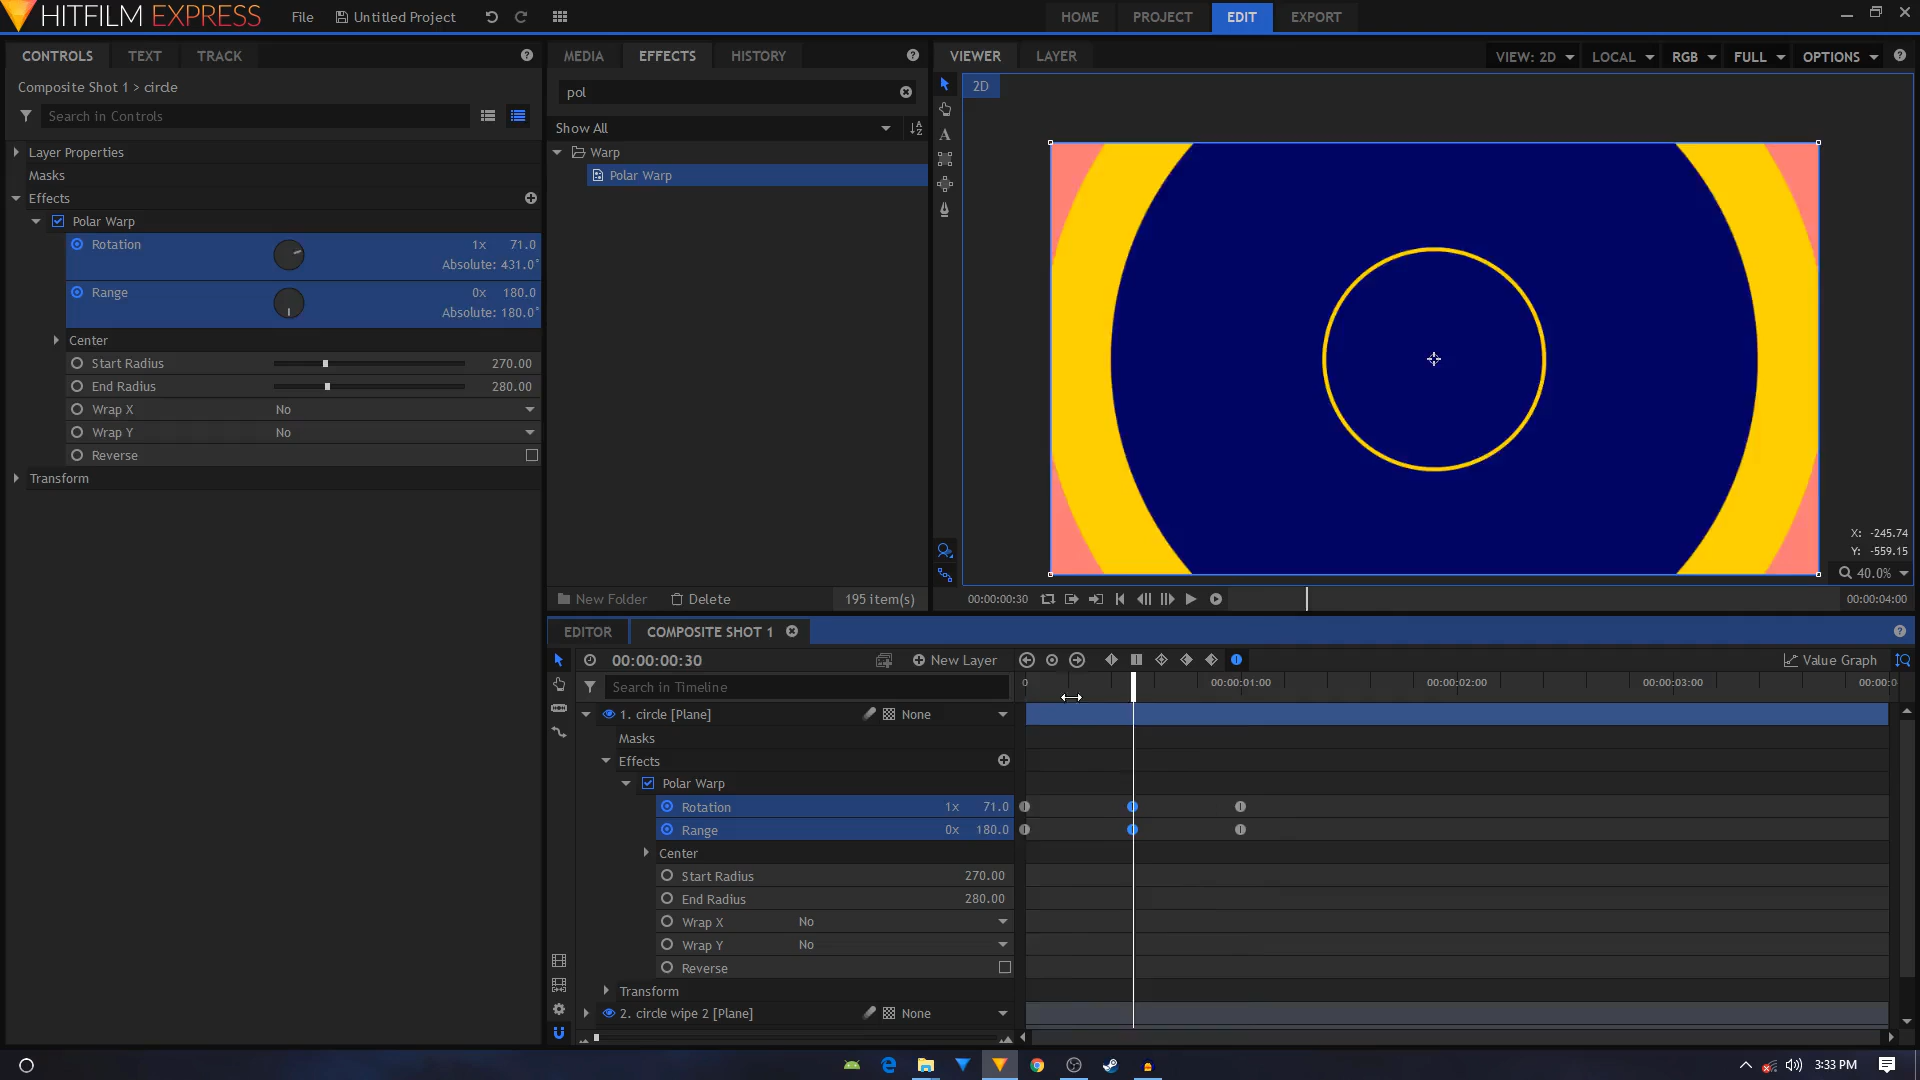 HITFILM EXPRESS File Untitled Project HOME PROJECT EDIT EXPORT
CONTROLS TEXT TRACK
Composite Shot 1 > circle
Search in Controls
Layer Properties
Masks
Effects
Polar Warp
Rotation 1x 71.0
Absolute: 431.0°
Range 0x 180.0
Absolute: 180.0°
Center
Start Radius 270.00
End Radius 280.00
Wrap X No
Wrap Y No
Reverse
Transform
MEDIA EFFECTS HISTORY
pol
Show All
Warp
Polar Warp
New Folder Delete 195 item(s)
VIEWER LAYER VIEW: 2D LOCAL RGB FULL OPTIONS
2D
A
X: -245.74
Y: -559.15
40.0%
00:00:00:30 00:00:04:00
EDITOR COMPOSITE SHOT 1
00:00:00:30 New Layer Value Graph
Search in Timeline 0 00:00:01:00 00:00:02:00 00:00:03:00 00:00:0
1. circle [Plane] None
Masks
Effects
Polar Warp
Rotation 1x 71.0
Range 0x 180.0
Center
Start Radius 270.00
End Radius 280.00
Wrap X No
Wrap Y No
Reverse
Transform
2. circle wipe 2 [Plane] None
3:33 PM